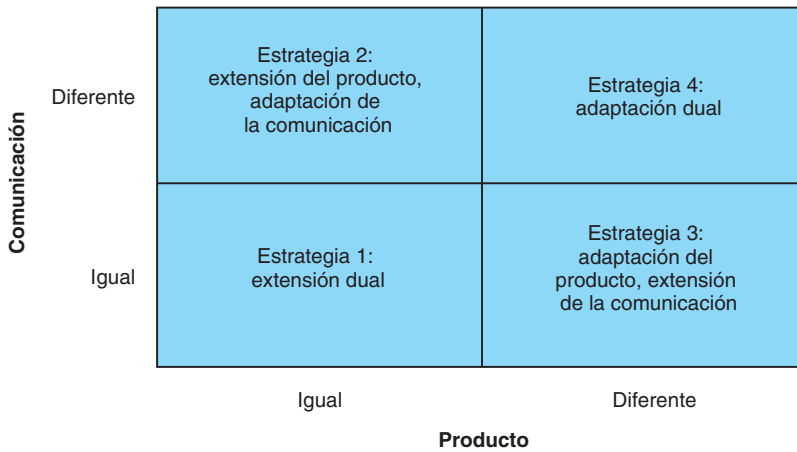 Comunicación
Diferente
Estrategia 2:
extensión del producto,
adaptación de
la comunicación
Estrategia 4:
adaptación dual
Igual
Estrategia 1:
extensión dual
Estrategia 3:
adaptación del
producto, extensión
de la comunicación
Igual
Diferente
Producto